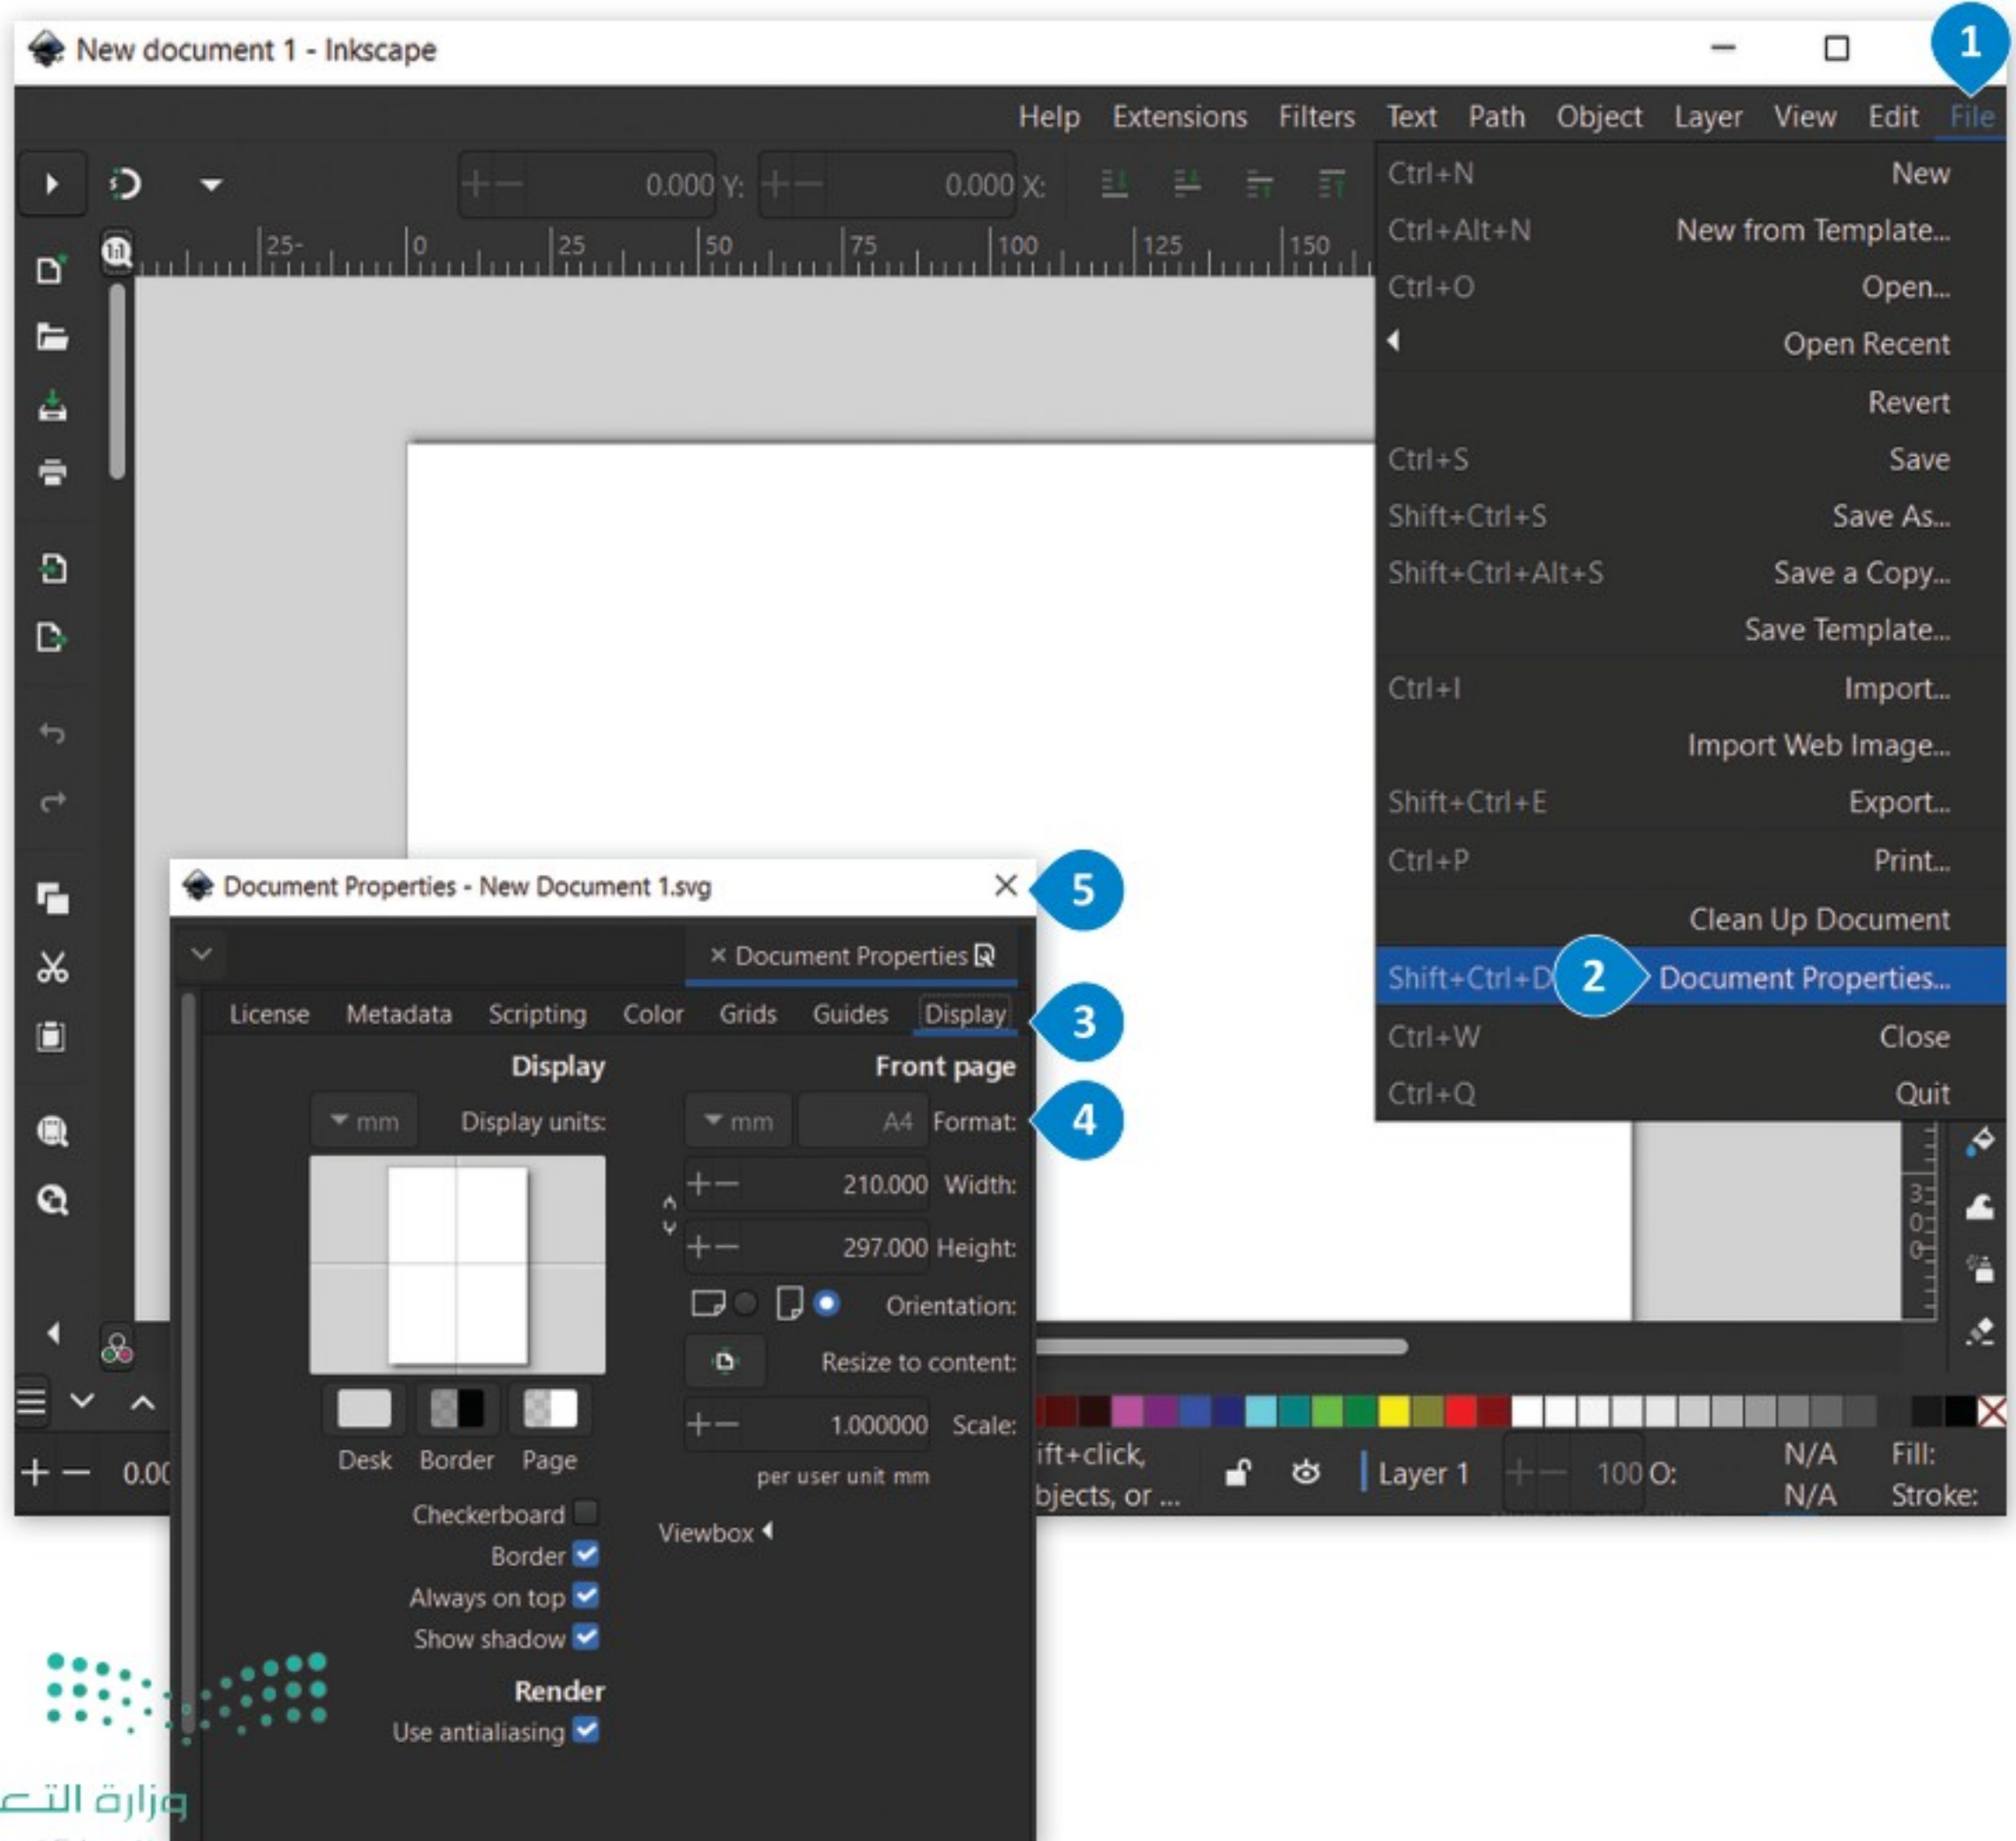 New document 1 - Inkscape
1
Help Extensions Filters Text Path Object Layer View Edit File
0.000 Y: 0.000 X:
25- 0 25 50 75 100 125 150
Ctrl+N New
Ctrl+Alt+N New from Template...
Ctrl+O Open...
Open Recent
Revert
Ctrl+S Save
Shift+Ctrl+S Save As...
Shift+Ctrl+Alt+S Save a Copy...
Save Template...
Ctrl+I Import...
Import Web Image...
Shift+Ctrl+E Export...
Ctrl+P Print...
Clean Up Document
Shift+Ctrl+D 2 Document Properties...
Ctrl+W Close
Ctrl+Q Quit
Document Properties - New Document 1.svg 5
Document Properties
License Metadata Scripting Color Grids Guides Display 3
Display Front page
mm Display units: mm A4 Format: 4
210.000 Width:
297.000 Height:
Orientation:
Resize to content:
1.000000 Scale:
Desk Border Page
per user unit mm
Checkerboard
Viewbox
Border
Always on top
Show shadow
Render
Use antialiasing
300
ift+click,
bjects, or ...
Layer 1 100 O: N/A Fill:
N/A Stroke:
0.00
وزارة التع